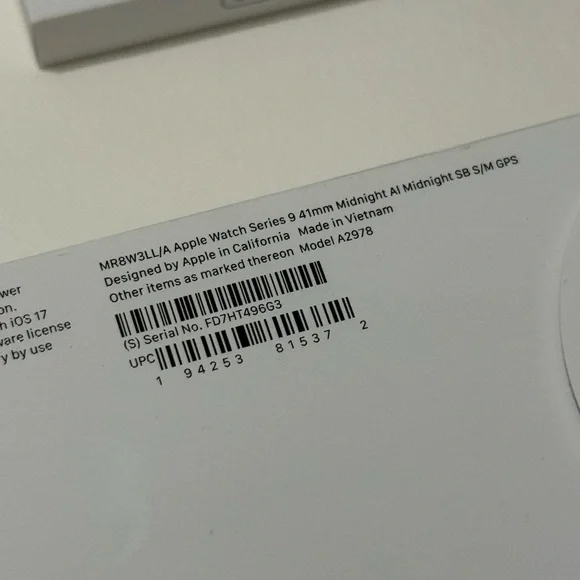 wer
on.
h iOS 17
ware license
y by use
MR8W3LL/A Apple Watch Series 9 41mm Midnight Al Midnight SB S/M GPS
Designed by Apple in California Made in Vietnam
Other items as marked thereon Model A2978
(S) Serial No. FD7HT496G3
UPC
1 94253 81537 2